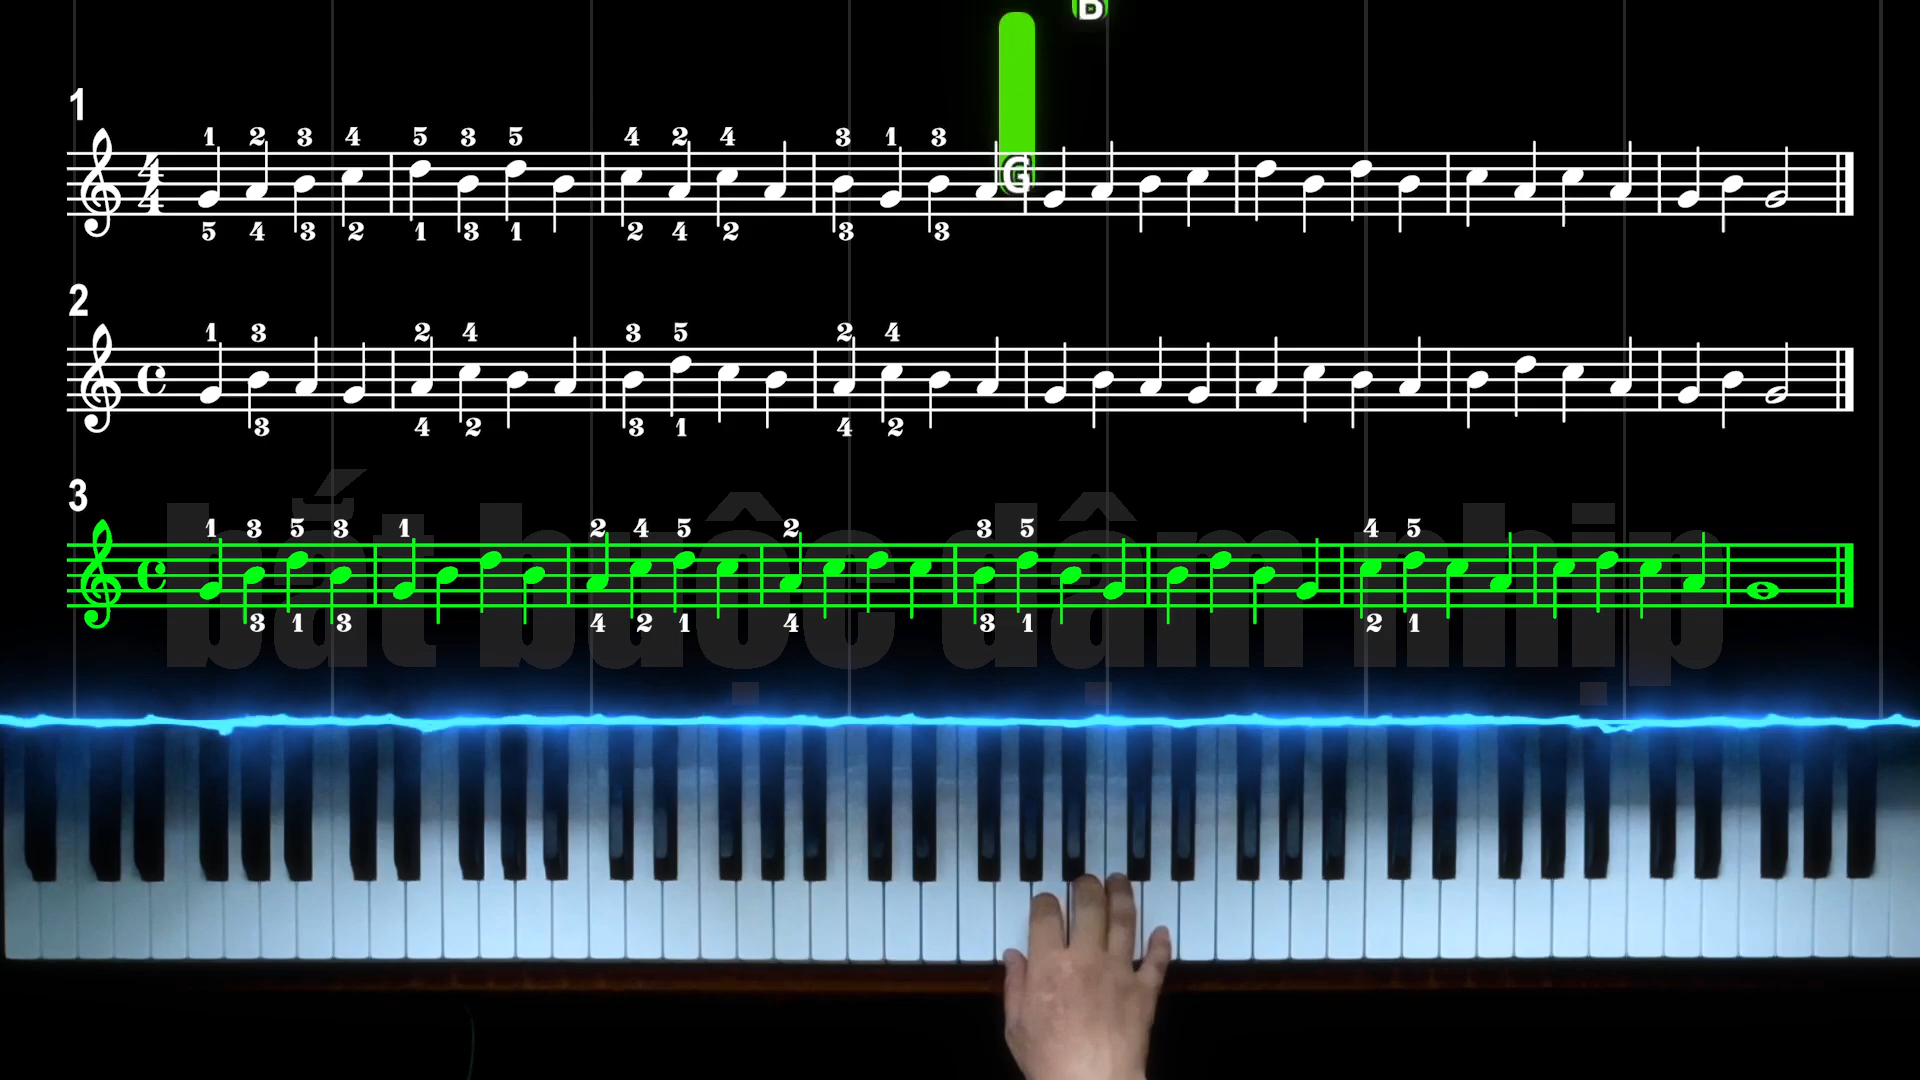 B
1
1 2 3 4 5 3 5 4 2 4 3 1 3
4
4
G
5 4 3 2 1 3 1 2 4 2 3 3
2
1 3 2 4 3 5 2 4
3 4 2 3 1 4 2
3
bắt buộc dậm nhịp
1 3 5 3 1 2 4 5 2 3 5 4 5
3 1 3 4 2 1 4 3 1 2 1